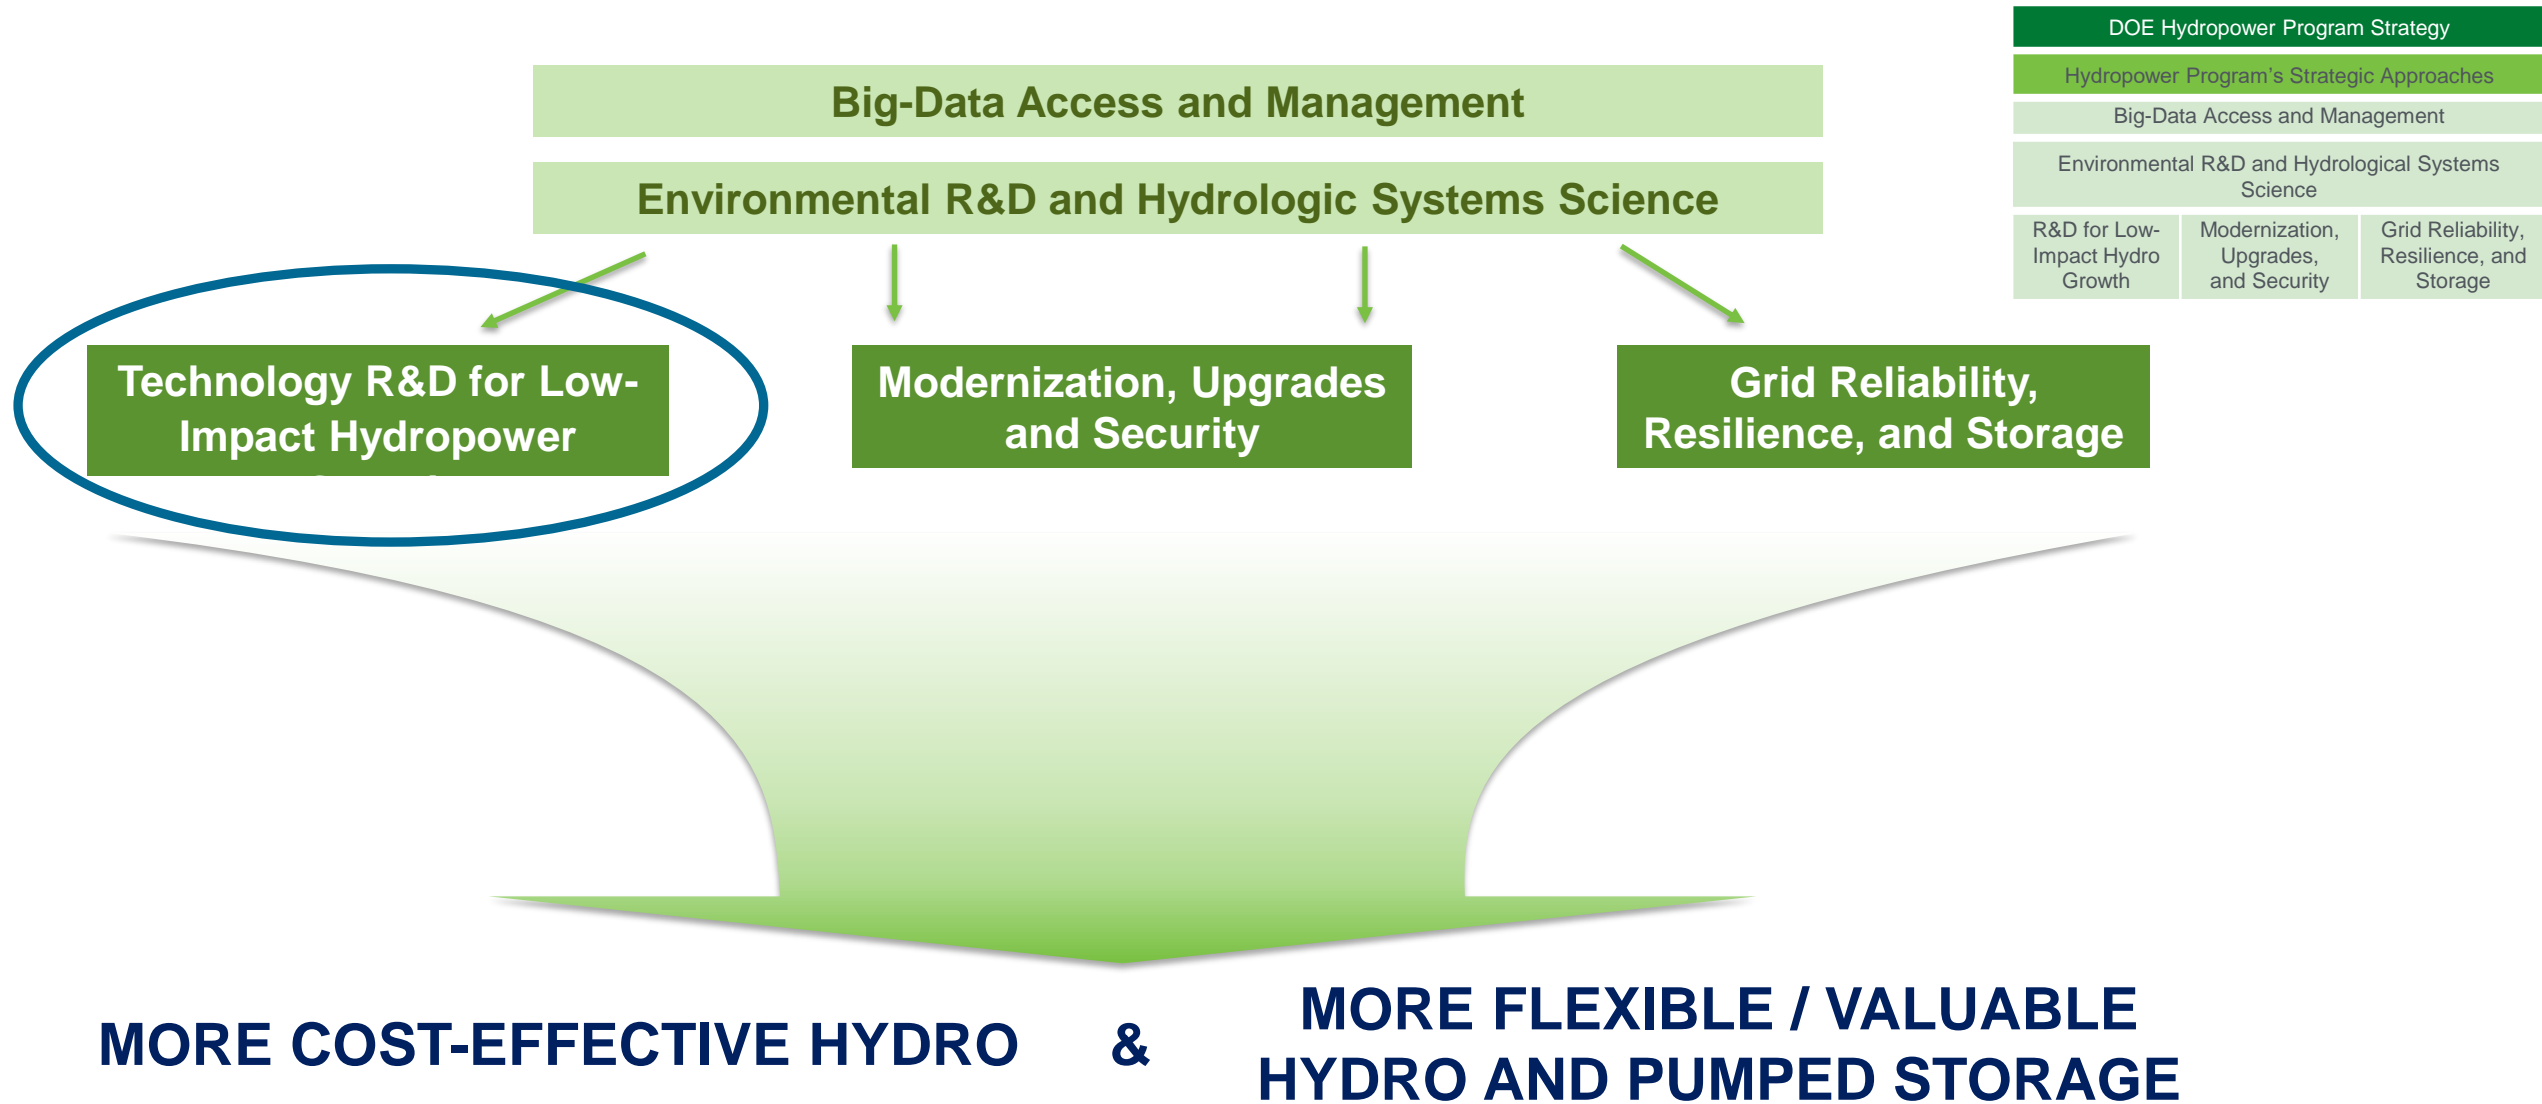 DOE Hydropower Program Strategy
Hydropower Program's Strategic Approaches
Big-Data Access and Management
Environmental R&D and Hydrological Systems
Science
R&D for Low-
Impact Hydro
Growth
Modernization,
Upgrades,
and Security
Grid Reliability,
Resilience, and
Storage
Big-Data Access and Management
Environmental R&D and Hydrologic Systems Science
Technology R&D for Low-
Impact Hydropower
Modernization, Upgrades
and Security
Grid Reliability,
Resilience, and Storage
MORE COST-EFFECTIVE HYDRO
&
MORE FLEXIBLE / VALUABLE
HYDRO AND PUMPED STORAGE